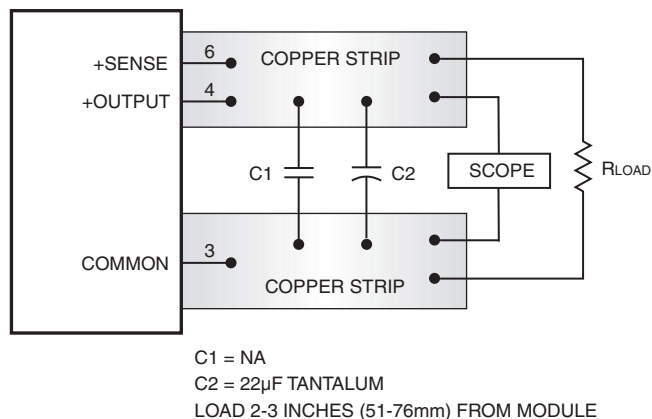 +SENSE
6
COPPER STRIP
+OUTPUT
4
C1
C2
SCOPE
RLOAD
COMMON
3
COPPER STRIP
C1 = NA
C2 = 22µF TANTALUM
LOAD 2-3 INCHES (51-76mm) FROM MODULE